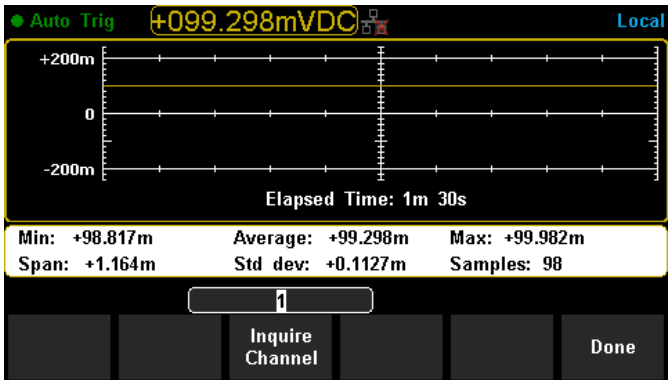 Auto Trig +099.298mVDC Local
+200m
0
-200m
Elapsed Time: 1m 30s
Min: +98.817m Average: +99.298m Max: +99.982m
Span: +1.164m Std dev: +0.1127m Samples: 98
1
Inquire
Channel
Done